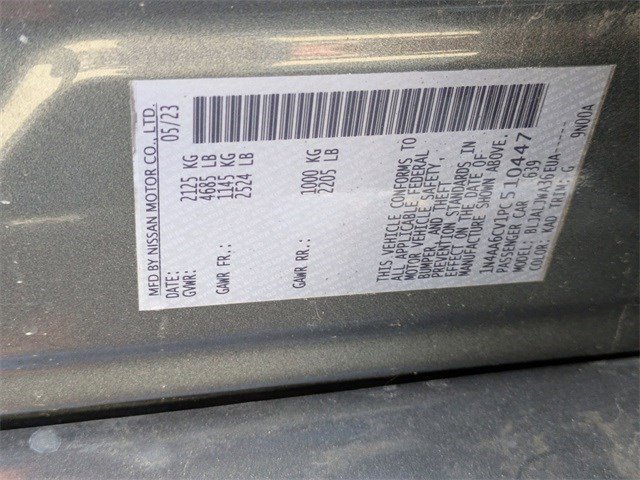 MFD BY NISSAN MOTOR CO., LTD.
DATE: 05/23
GVWR: 2125 KG
4685 LB
GAWR FR.: 1145 KG
2524 LB
GAWR RR: 1000 KG
2205 LB
THIS VEHICLE CONFORMS TO
ALL APPLICABLE FEDERAL
MOTOR VEHICLE SAFETY,
BUMPER, AND THEFT
PREVENTION STANDARDS IN
EFFECT ON THE DATE OF
MANUFACTURE SHOWN ABOVE.
1N4AA6CV1PC510447
PASSENGER CAR 639
MODEL:
COLOR: KAD TRIM: G 9N00A